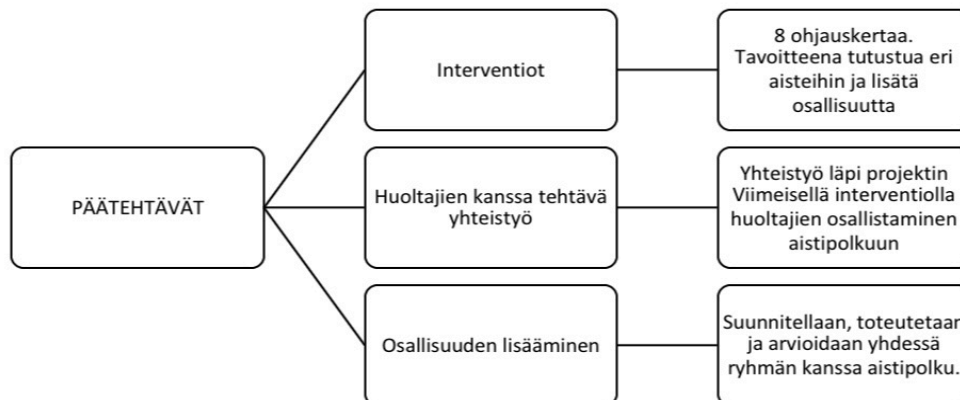 PÄÄTEHTÄVÄT
Interventiot
8 ohjauskertaa.
Tavoitteena tutustua eri
aisteihin ja lisätä
osallisuutta
Huoltajien kanssa tehtävä
yhteistyö
Yhteistyö läpi projektin
Viimeisellä interventiolla
huoltajien osallistaminen
aistipolkuun
Osallisuuden lisääminen
Suunnitellaan, toteutetaan
ja arvioidaan yhdessä
ryhmän kanssa aistipolku.